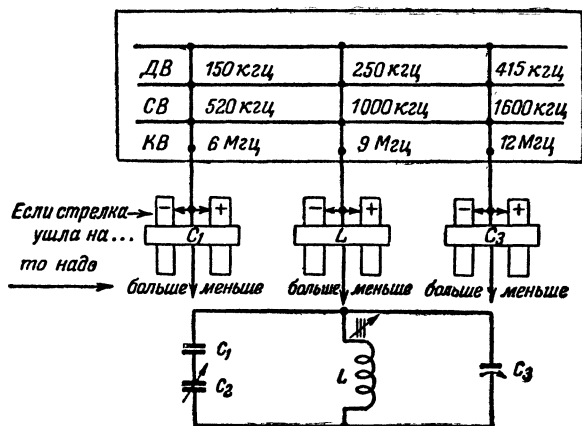 ДВ 150 кгц 250 кгц 415 кгц
СВ 520 кгц 1000 кгц 1600 кгц
КВ 6 Мгц 9 Мгц 12 Мгц
Если стрелка
ушла на...
- + - + - +
C1 L C3
то надо
больше меньше больше меньше больше меньше
C1
C2
L
C3